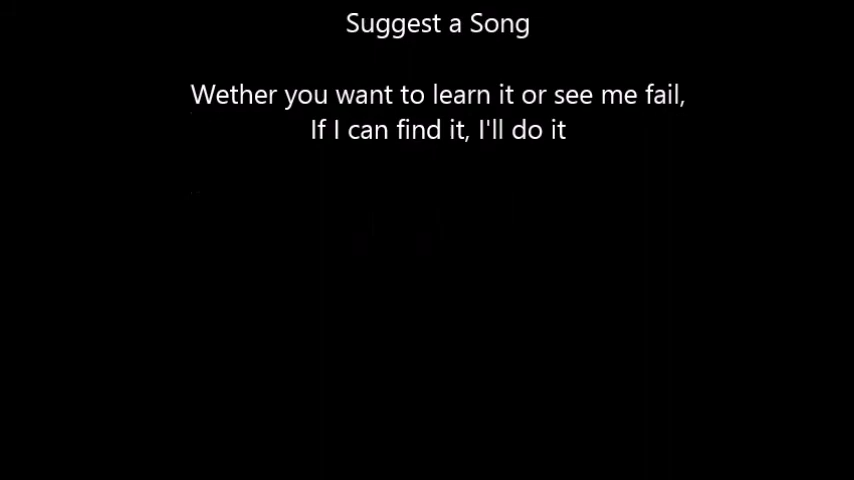 Suggest a Song
Wether you want to learn it or see me fail,
If I can find it, I'll do it